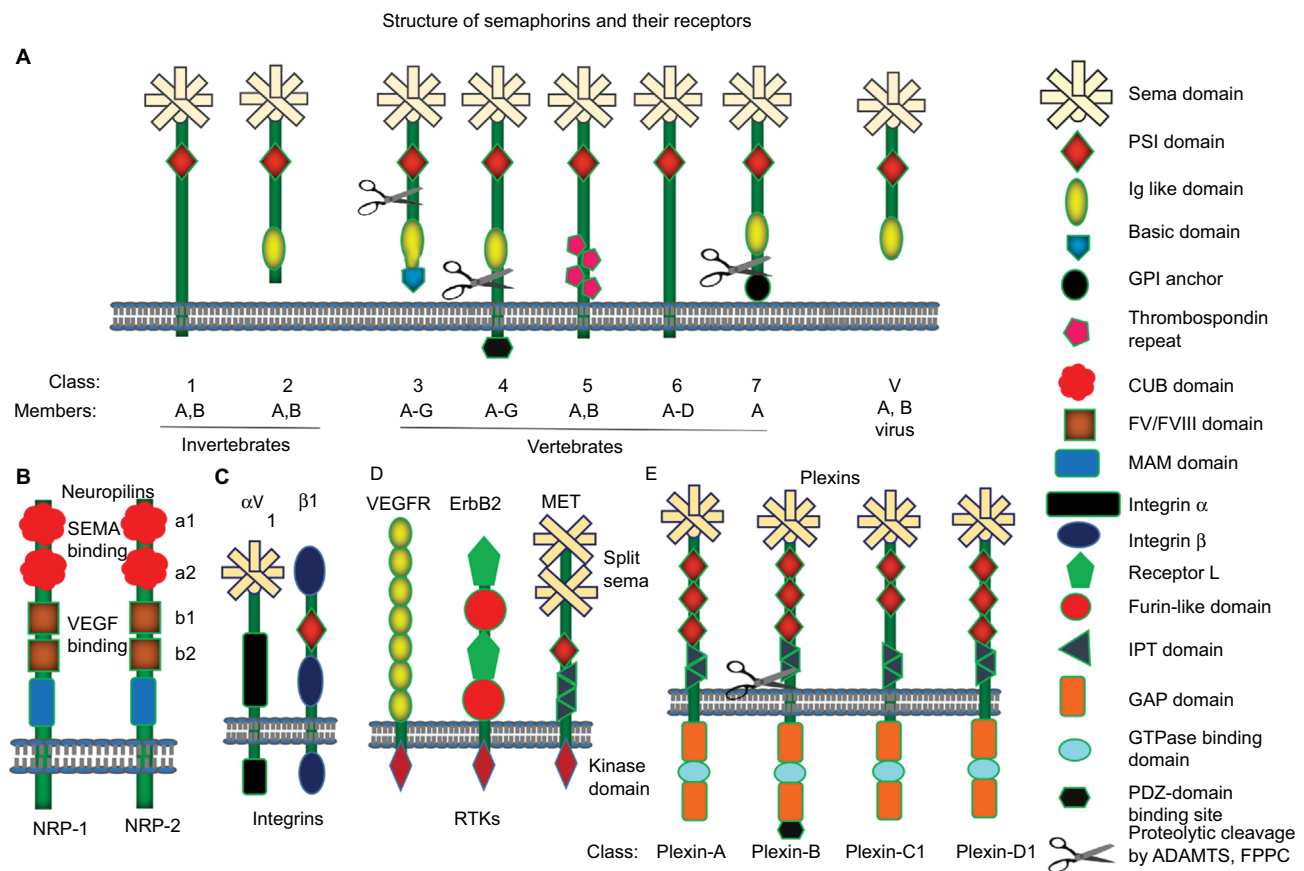 Structure of semaphorins and their receptors
A
Class:
1
2
3
4
5
6
7
V
Members:
A,B
A,B
A-G
A-G
A,B
A-D
A
A, B
virus
Invertebrates
Vertebrates
Sema domain
PSI domain
Ig like domain
Basic domain
GPI anchor
Thrombospondin
repeat
CUB domain
FV/FVIII domain
MAM domain
Integrin α
Integrin β
Receptor L
Furin-like domain
IPT domain
GAP domain
GTPase binding
domain
PDZ-domain
binding site
Proteolytic cleavage
by ADAMTS, FPPC
B
Neuropilins
SEMA
binding
a1
a2
VEGF
binding
b1
b2
NRP-1
NRP-2
C
αV
1
β1
Integrins
D
VEGFR
ErbB2
MET
Split
sema
Kinase
domain
RTKs
E
Plexins
Class:
Plexin-A
Plexin-B
Plexin-C1
Plexin-D1